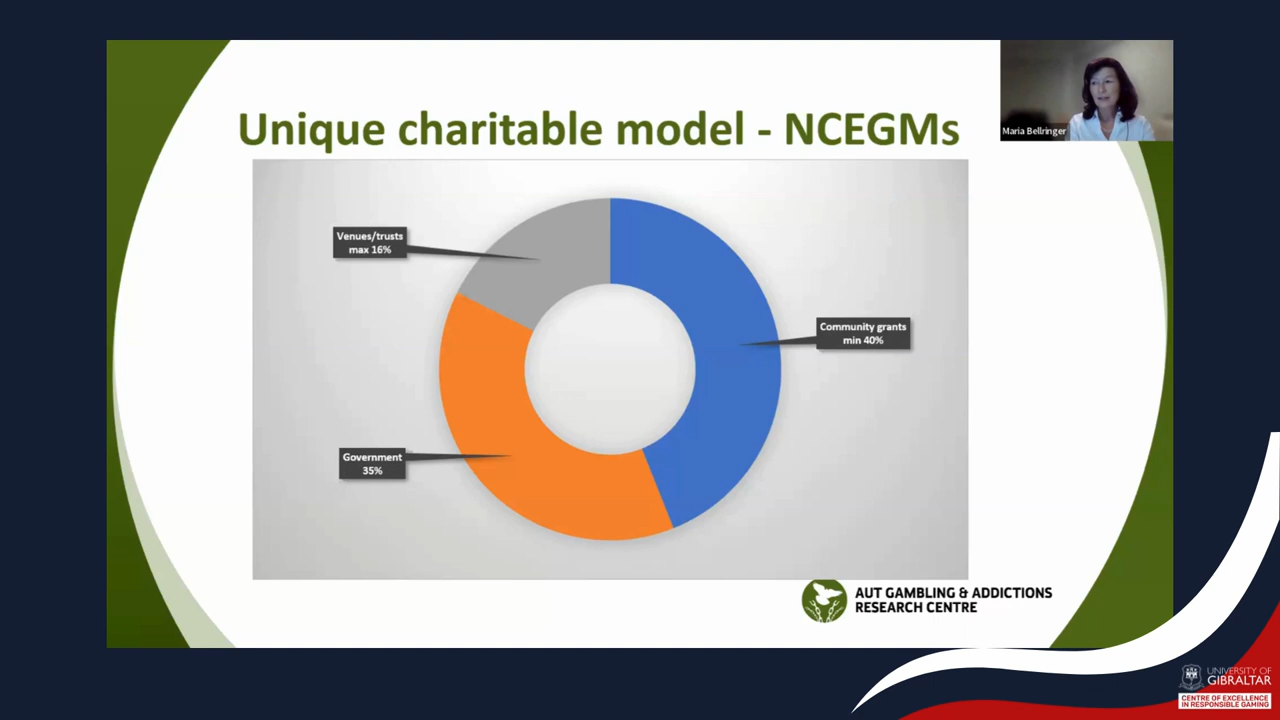 Unique charitable model - NCEGMs
Maria Bellringer
Venues/trusts
max 16%
Community grants
min 40%
Government
35%
AUT GAMBLING & ADDICTIONS
RESEARCH CENTRE
UNIVERSITY OF
GIBRALTAR
CENTRE OF EXCELLENCE
IN RESPONSIBLE GAMING